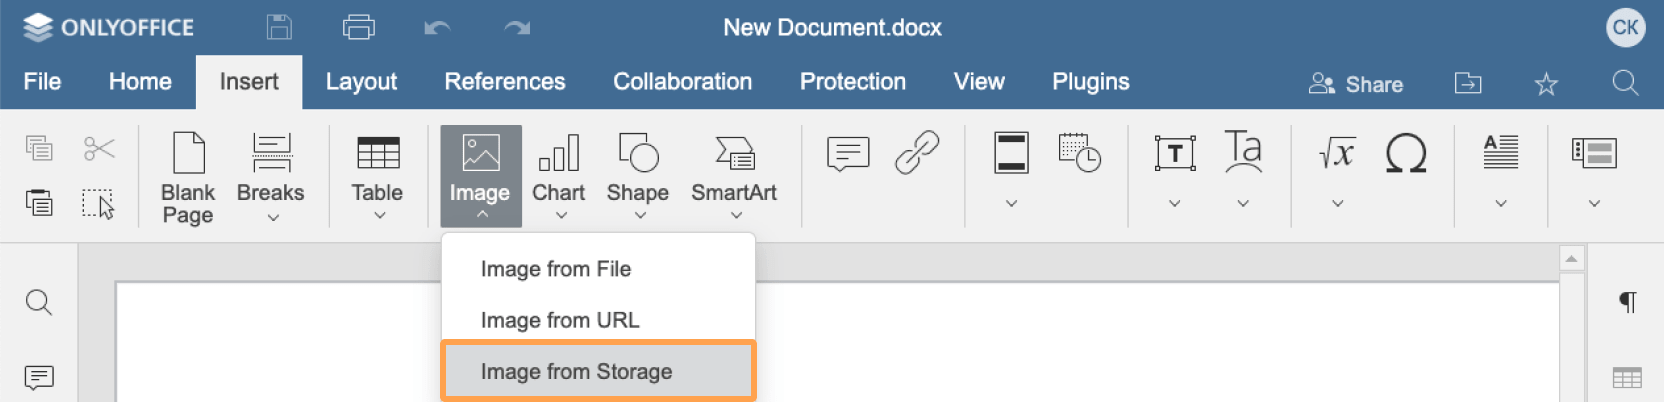 ONLYOFFICE
New Document.docx
CK
File Home Insert Layout References Collaboration Protection View Plugins Share
Blank Page
Breaks
Table
Image
Chart
Shape
SmartArt
T
Ta
√x
Ω
A
Image from File
Image from URL
Image from Storage
¶